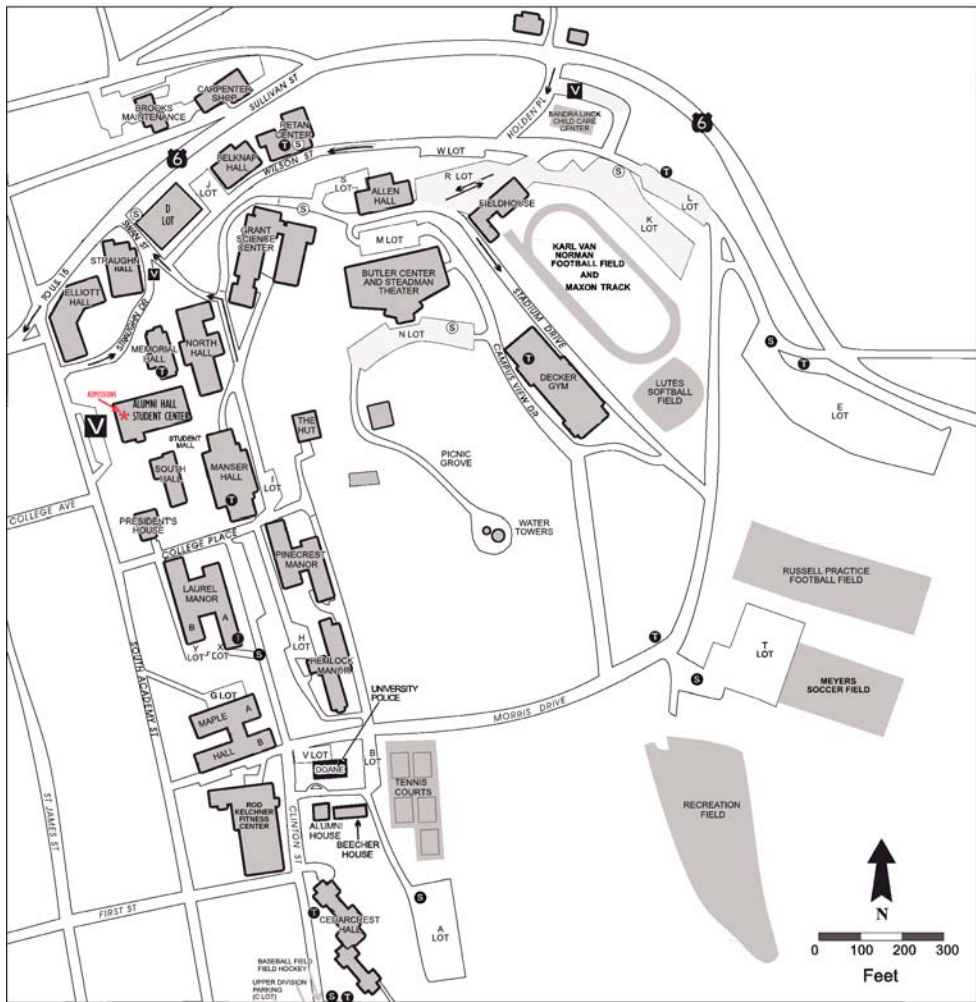 CARPENTER
SHOP
BROOKS
MAINTENANCE
SULLIVAN ST
RETAN
CENTER
T
S
HOLDEN PL
V
SANDRA LINCK
CHILD CARE
CENTER
6
6
BELKNAP
HALL
WILSON ST
W LOT
J
LOT
S
LOT
ALLEN
HALL
R LOT
S
T
L
LOT
K
LOT
FIELDHOUSE
D
LOT
S
S
SWAN ST
GRANT
SCIENCE
CENTER
M LOT
KARL VAN
NORMAN
FOOTBALL FIELD
AND
MAXON TRACK
TO U.S. 15
STRAUGHN
HALL
V
ELLIOTT
HALL
BUTLER CENTER
AND STEADMAN
THEATER
STADIUM DRIVE
STRAUGHN DR
MEMORIAL
HALL
T
NORTH
HALL
N LOT
S
CAMPUS VIEW DR
T
DECKER
GYM
S
T
LUTES
SOFTBALL
FIELD
E
LOT
ADMISSIONS
ALUMNI HALL
STUDENT CENTER
V
STUDENT
MALL
THE
HUT
SOUTH
HALL
MANSER
HALL
T
I
LOT
PICNIC
GROVE
COLLEGE AVE
PRESIDENT'S
HOUSE
COLLEGE PLACE
WATER
TOWERS
PINECREST
MANOR
LAUREL
MANOR
B
A
T
Y
LOT
X
LOT
S
RUSSELL PRACTICE
FOOTBALL FIELD
H
LOT
HEMLOCK
MANOR
T
T
LOT
S
MEYERS
SOCCER FIELD
SOUTH ACADEMY ST
G LOT
MAPLE
A
HALL
B
UNIVERSITY
POLICE
MORRIS DRIVE
V LOT
DOANE
B
LOT
TENNIS
COURTS
RECREATION
FIELD
ST JAMES ST
ROD
KELCHNER
FITNESS
CENTER
CLINTON ST
ALUMNI
HOUSE
BEECHER
HOUSE
FIRST ST
T
CEDARCREST
HALL
S
A
LOT
BASEBALL FIELD
FIELD HOCKEY
UPPER DIVISION
PARKING
(C LOT)
S
T
N
0 100 200 300
Feet